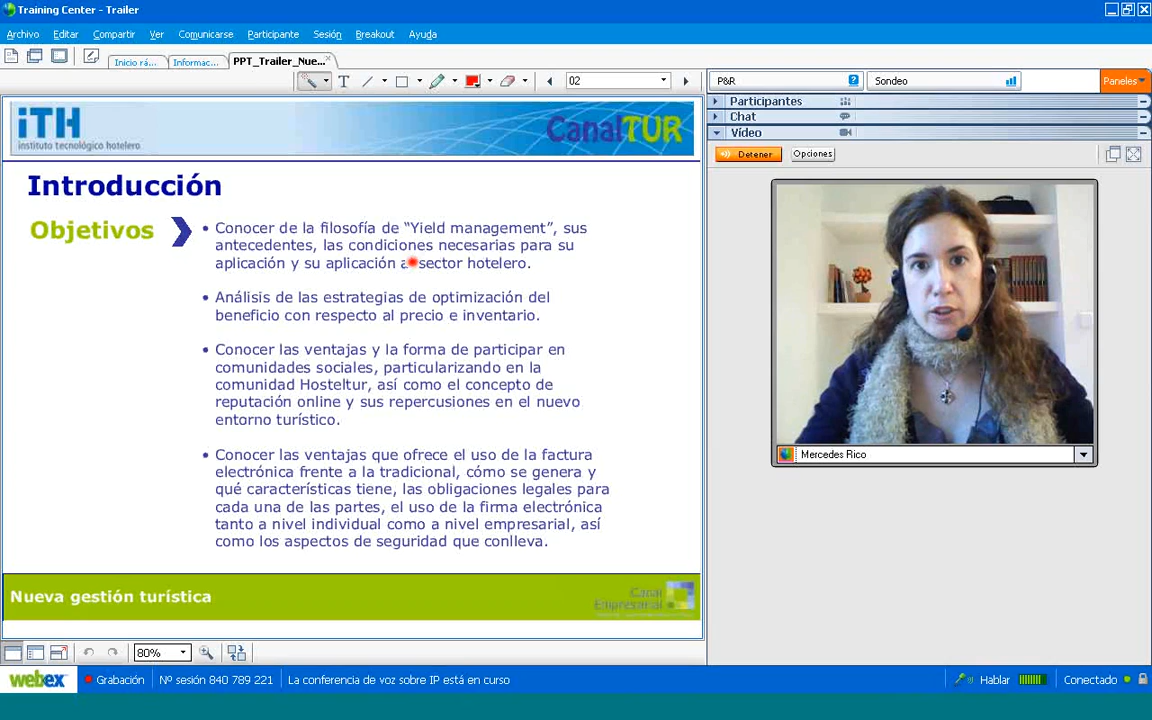 Training Center - Trailer
Archivo Editar Compartir Ver Comunicarse Participante Sesión Breakout Ayuda
Inicio rá... Informac... PPT_Trailer_Nue...
T 02
P&R Sondeo Paneles
Participantes
Chat
Vídeo
Detener Opciones
iTH
instituto tecnológico hotelero
CanalTUR
Introducción
Objetivos
• Conocer de la filosofía de “Yield management”, sus
antecedentes, las condiciones necesarias para su
aplicación y su aplicación a sector hotelero.
• Análisis de las estrategias de optimización del
beneficio con respecto al precio e inventario.
• Conocer las ventajas y la forma de participar en
comunidades sociales, particularizando en la
comunidad Hosteltur, así como el concepto de
reputación online y sus repercusiones en el nuevo
entorno turístico.
• Conocer las ventajas que ofrece el uso de la factura
electrónica frente a la tradicional, cómo se genera y
qué características tiene, las obligaciones legales para
cada una de las partes, el uso de la firma electrónica
tanto a nivel individual como a nivel empresarial, así
como los aspectos de seguridad que conlleva.
Mercedes Rico
Nueva gestión turística
Canal
Empresarial
80%
webex Grabación Nº sesión 840 789 221 La conferencia de voz sobre IP está en curso Hablar Conectado